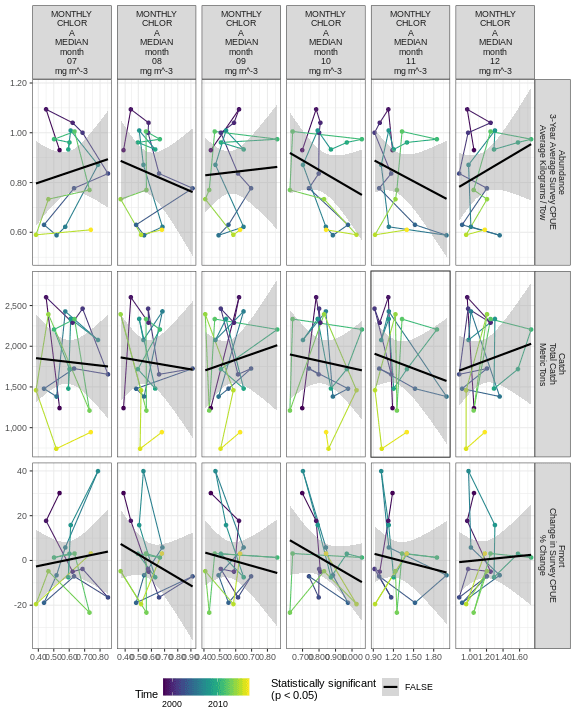 MONTHLY
CHLOR
A
MEDIAN
month
07
mg m^-3
MONTHLY
CHLOR
A
MEDIAN
month
08
mg m^-3
MONTHLY
CHLOR
A
MEDIAN
month
09
mg m^-3
MONTHLY
CHLOR
A
MEDIAN
month
10
mg m^-3
MONTHLY
CHLOR
A
MEDIAN
month
11
mg m^-3
MONTHLY
CHLOR
A
MEDIAN
month
12
mg m^-3
1.20
1.00
0.80
0.60
Abundance
3-Year Average Survey CPUE
Average Kilograms / Tow
2,500
2,000
1,500
1,000
Catch
Total Catch
Metric Tons
40
20
0
-20
Fmort
Change in Survey CPUE
% Change
0.40 0.50 0.60 0.70 0.80
0.40 0.50 0.60 0.70 0.80 0.90
0.40 0.50 0.60 0.70 0.80
0.700 0.800 0.900 1.000
0.90 1.20 1.50 1.80
1.00 1.20 1.40 1.60
Time
2000 2010
Statistically significant
(p < 0.05)
FALSE